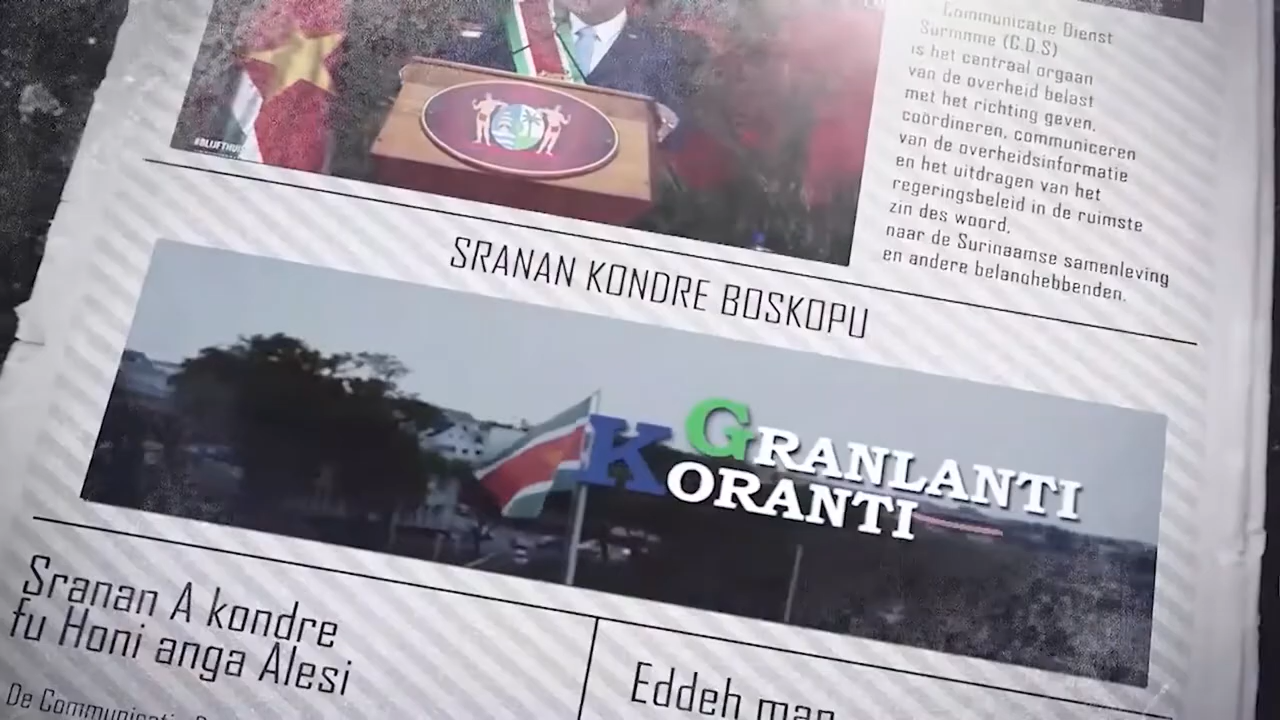 Communicatie Dienst
Suriname (C.D.S)
is het centraal orgaan
van de overheid belast
met het richting geven,
coördineren, communiceren
van de overheidsinformatie
en het uitdragen van het
regeringsbeleid in de ruimste
zin des woord,
naar de Surinaamse samenleving
en andere belanghebbenden.
#BLIJFTHUI
SRANAN KONDRE BOSKOPU
GRANLANTI
KORANTI
Sranan A kondre
fu Honi anga Alesi
Eddeh man
De